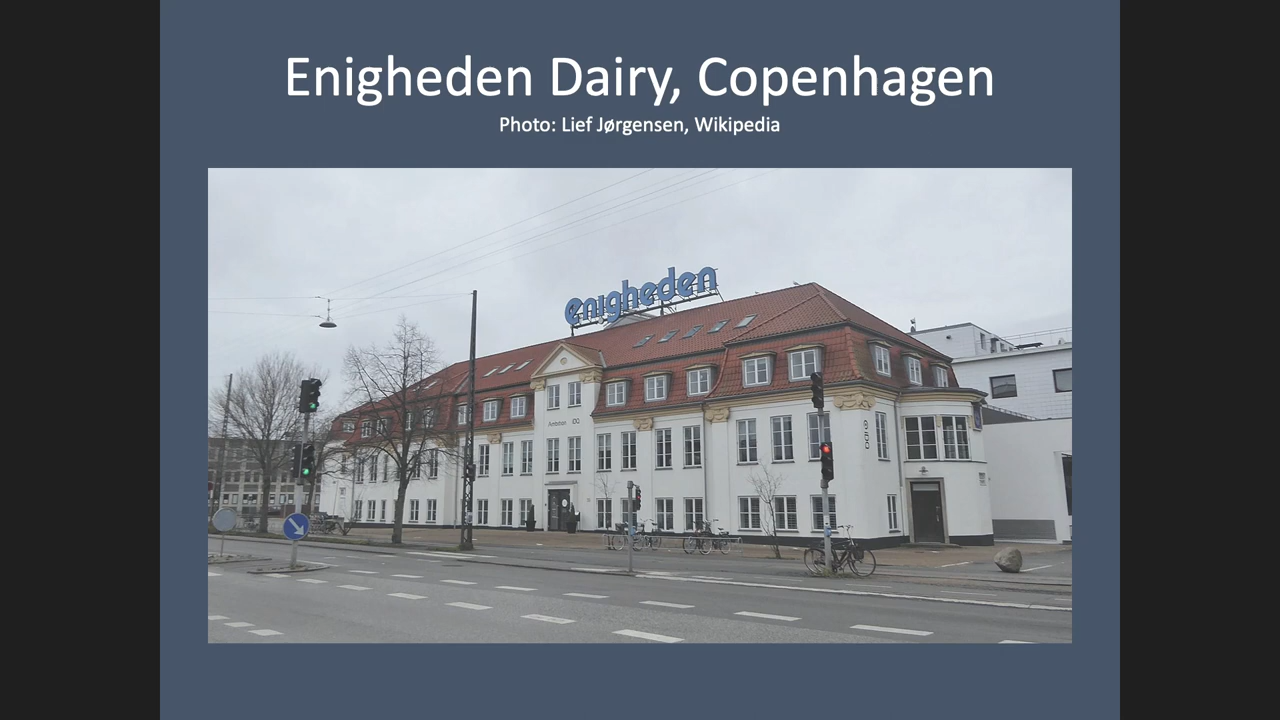 Enigheden Dairy, Copenhagen
Photo: Lief Jørgensen, Wikipedia
enigheden